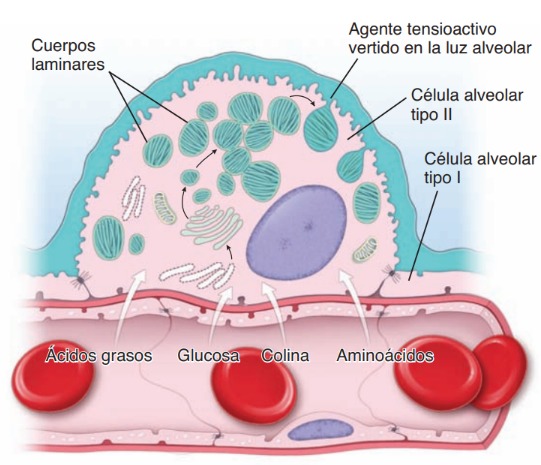 Agente tensioactivo
vertido en la luz alveolar
Cuerpos
laminares
Célula alveolar
tipo II
Célula alveolar
tipo I
Ácidos grasos
Glucosa
Colina
Aminoácidos